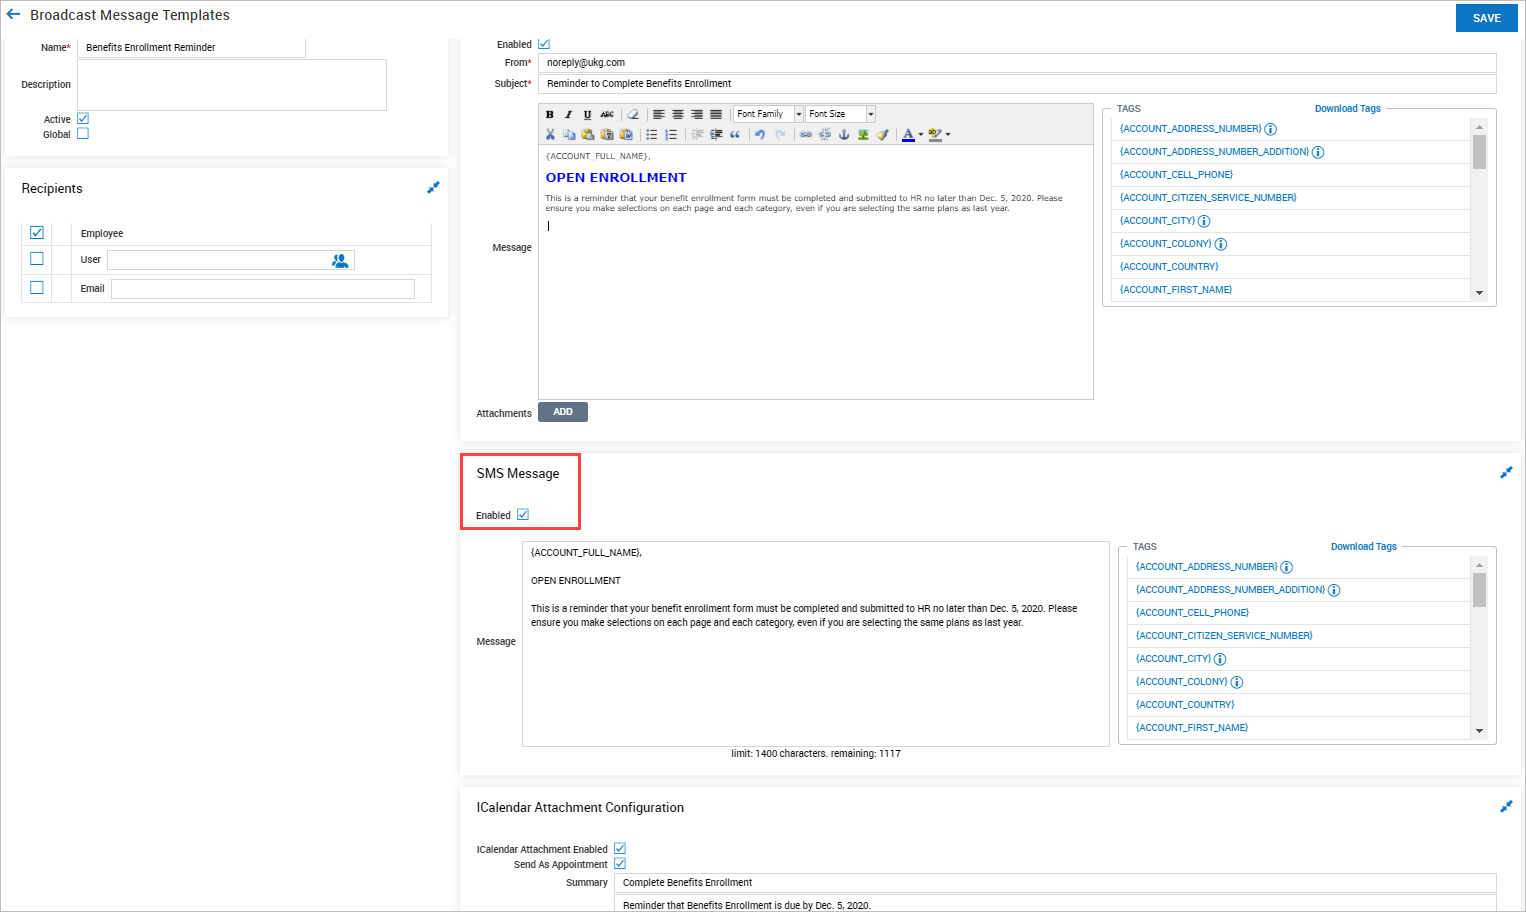 Broadcast Message Templates
SAVE
Name* Benefits Enrollment Reminder
Description
Active
Global
Recipients
Employee
User
Email
Enabled
From* noreply@ukg.com
Subject* Reminder to Complete Benefits Enrollment
B I U ABC Font Family Font Size
Message
{ACCOUNT_FULL_NAME},
OPEN ENROLLMENT
This is a reminder that your benefit enrollment form must be completed and submitted to HR no later than Dec. 5, 2020. Please
ensure you make selections on each page and each category, even if you are selecting the same plans as last year.
TAGS Download Tags
{ACCOUNT_ADDRESS_NUMBER}
{ACCOUNT_ADDRESS_NUMBER_ADDITION}
{ACCOUNT_CELL_PHONE}
{ACCOUNT_CITIZEN_SERVICE_NUMBER}
{ACCOUNT_CITY}
{ACCOUNT_COLONY}
{ACCOUNT_COUNTRY}
{ACCOUNT_FIRST_NAME}
Attachments ADD
SMS Message
Enabled
Message
{ACCOUNT_FULL_NAME},
OPEN ENROLLMENT
This is a reminder that your benefit enrollment form must be completed and submitted to HR no later than Dec. 5, 2020. Please
ensure you make selections on each page and each category, even if you are selecting the same plans as last year.
limit: 1400 characters. remaining: 1117
TAGS Download Tags
{ACCOUNT_ADDRESS_NUMBER}
{ACCOUNT_ADDRESS_NUMBER_ADDITION}
{ACCOUNT_CELL_PHONE}
{ACCOUNT_CITIZEN_SERVICE_NUMBER}
{ACCOUNT_CITY}
{ACCOUNT_COLONY}
{ACCOUNT_COUNTRY}
{ACCOUNT_FIRST_NAME}
ICalendar Attachment Configuration
ICalendar Attachment Enabled
Send As Appointment
Summary Complete Benefits Enrollment
Reminder that Benefits Enrollment is due by Dec. 5, 2020.